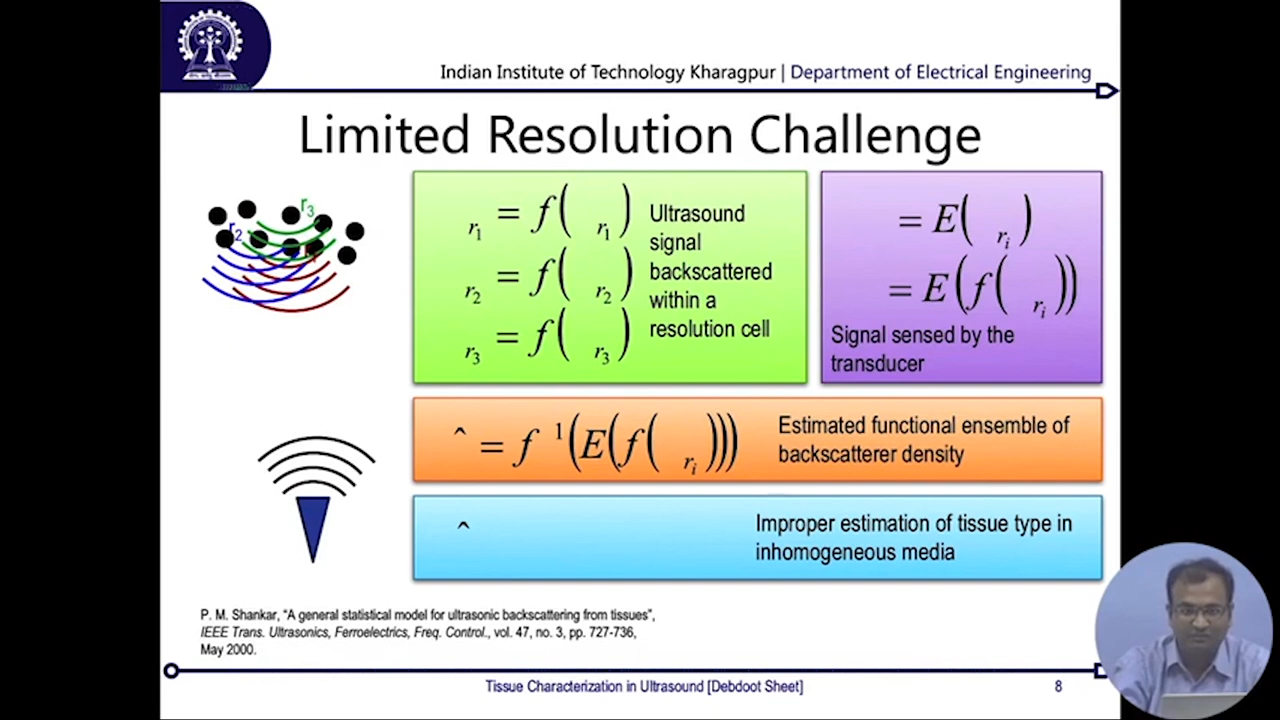 Indian Institute of Technology Kharagpur | Department of Electrical Engineering
Limited Resolution Challenge
r3
r2
r1 = f( r1 )
r2 = f( r2 )
r3 = f( r3 )
Ultrasound
signal
backscattered
within a
resolution cell
= E( ri )
= E(f( ri ))
Signal sensed by the
transducer
ˆ = f 1(E(f( ri )))
Estimated functional ensemble of
backscatterer density
ˆ
Improper estimation of tissue type in
inhomogeneous media
P. M. Shankar, “A general statistical model for ultrasonic backscattering from tissues”,
IEEE Trans. Ultrasonics, Ferroelectrics, Freq. Control., vol. 47, no. 3, pp. 727-736,
May 2000.
Tissue Characterization in Ultrasound [Debdoot Sheet]
8